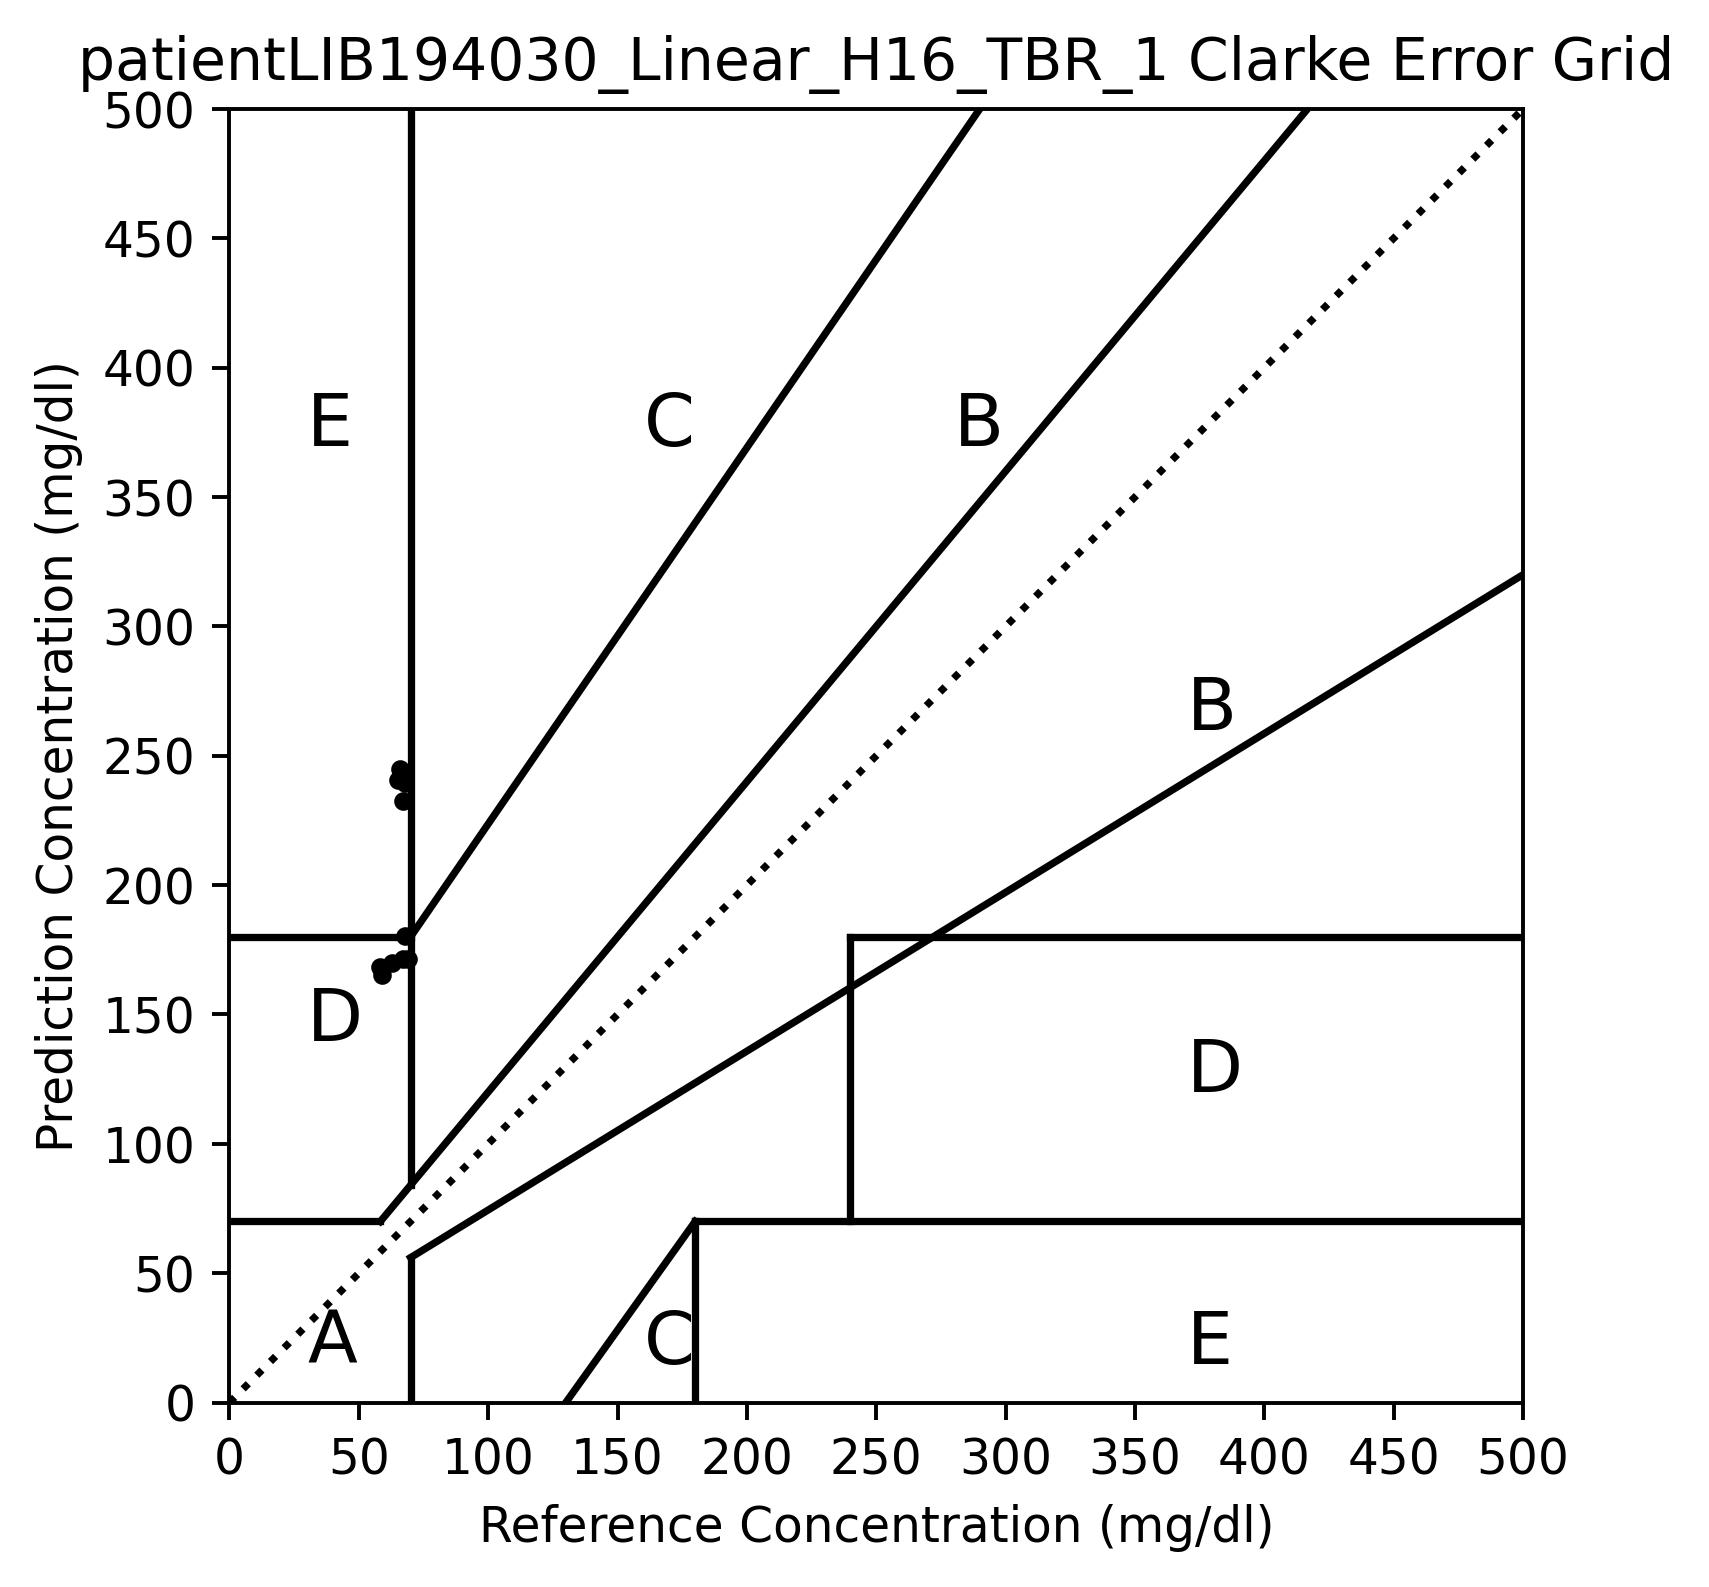 patientLIB194030_Linear_H16_TBR_1 Clarke Error Grid
500
450
400
350
300
250
200
150
100
50
0
Prediction Concentration (mg/dl)
E
C
B
B
D
D
A
C
E
0 50 100 150 200 250 300 350 400 450 500
Reference Concentration (mg/dl)